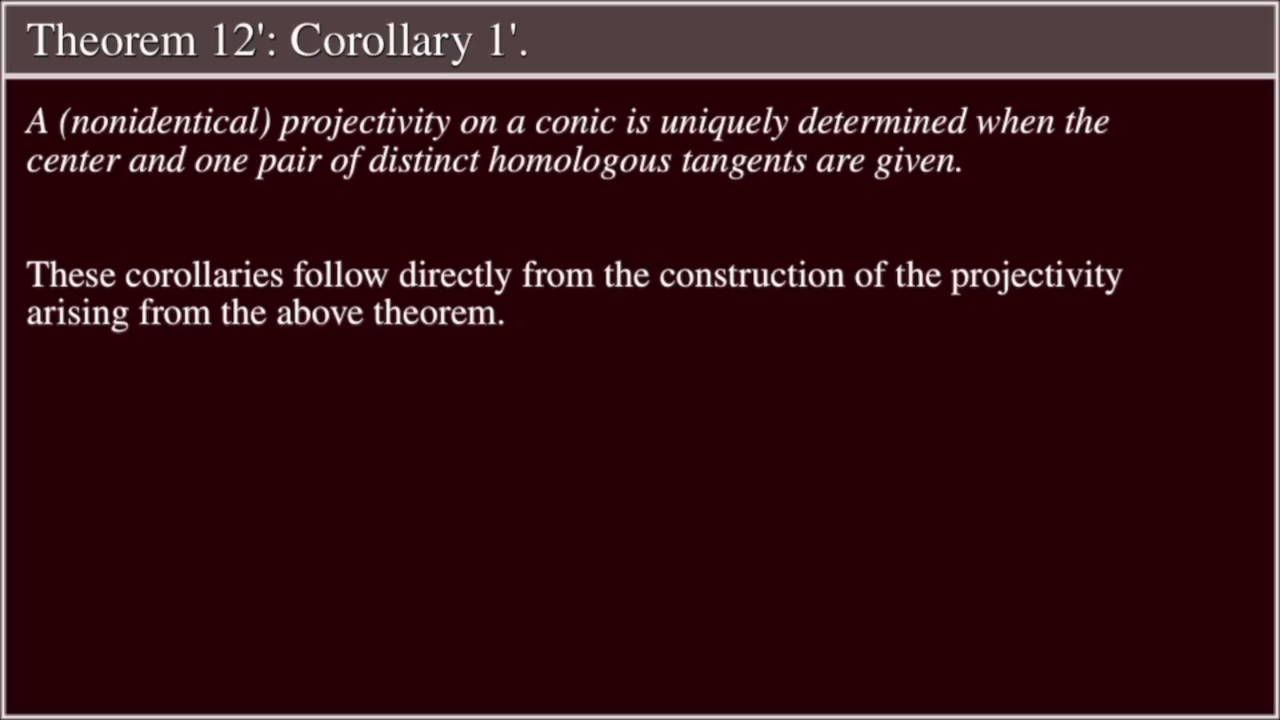 Theorem 12': Corollary 1'.
A (nonidentical) projectivity on a conic is uniquely determined when the
center and one pair of distinct homologous tangents are given.
These corollaries follow directly from the construction of the projectivity
arising from the above theorem.